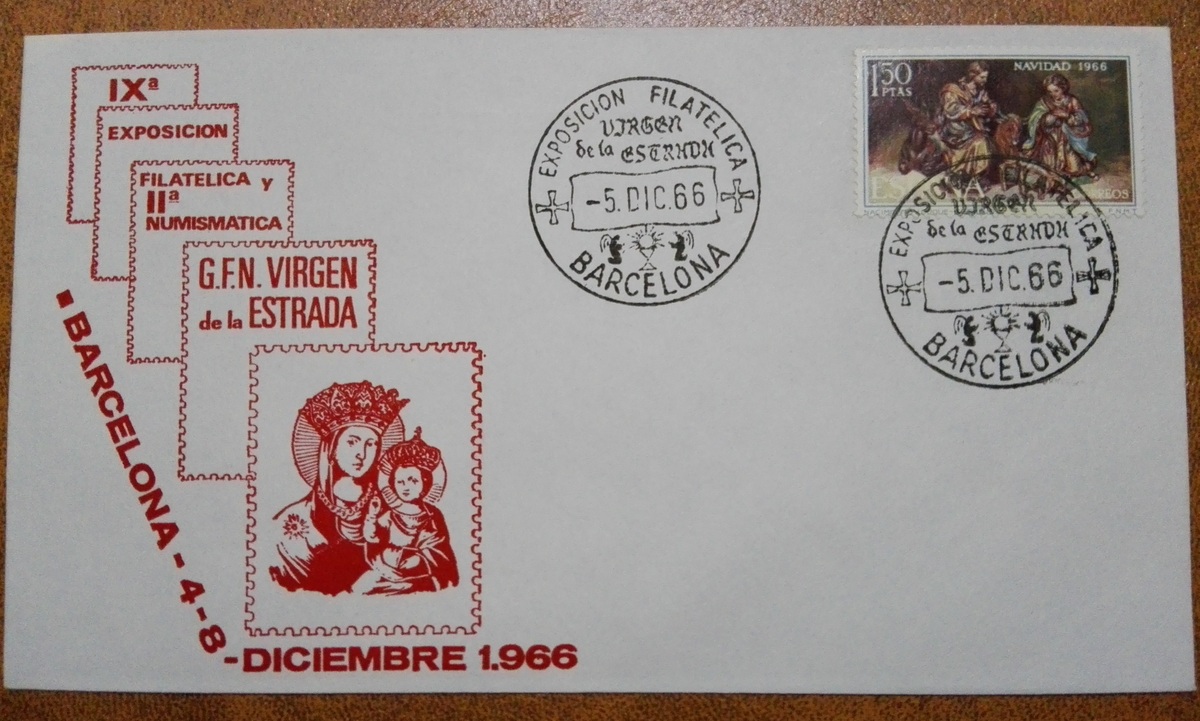 IXª
EXPOSICION
FILATELICA y
IIª
NUMISMATICA
G.F.N. VIRGEN
de la ESTRADA
BARCELONA - 4-8 - DICIEMBRE 1.966
EXPOSICION FILATELICA
VIRGEN
de la ESTRADA
-5.DIC.66
BARCELONA
1'50
PTAS
NAVIDAD 1966
ESPAÑA
CORREOS
EXPOSICION FILATELICA
VIRGEN
de la ESTRADA
-5.DIC.66
BARCELONA